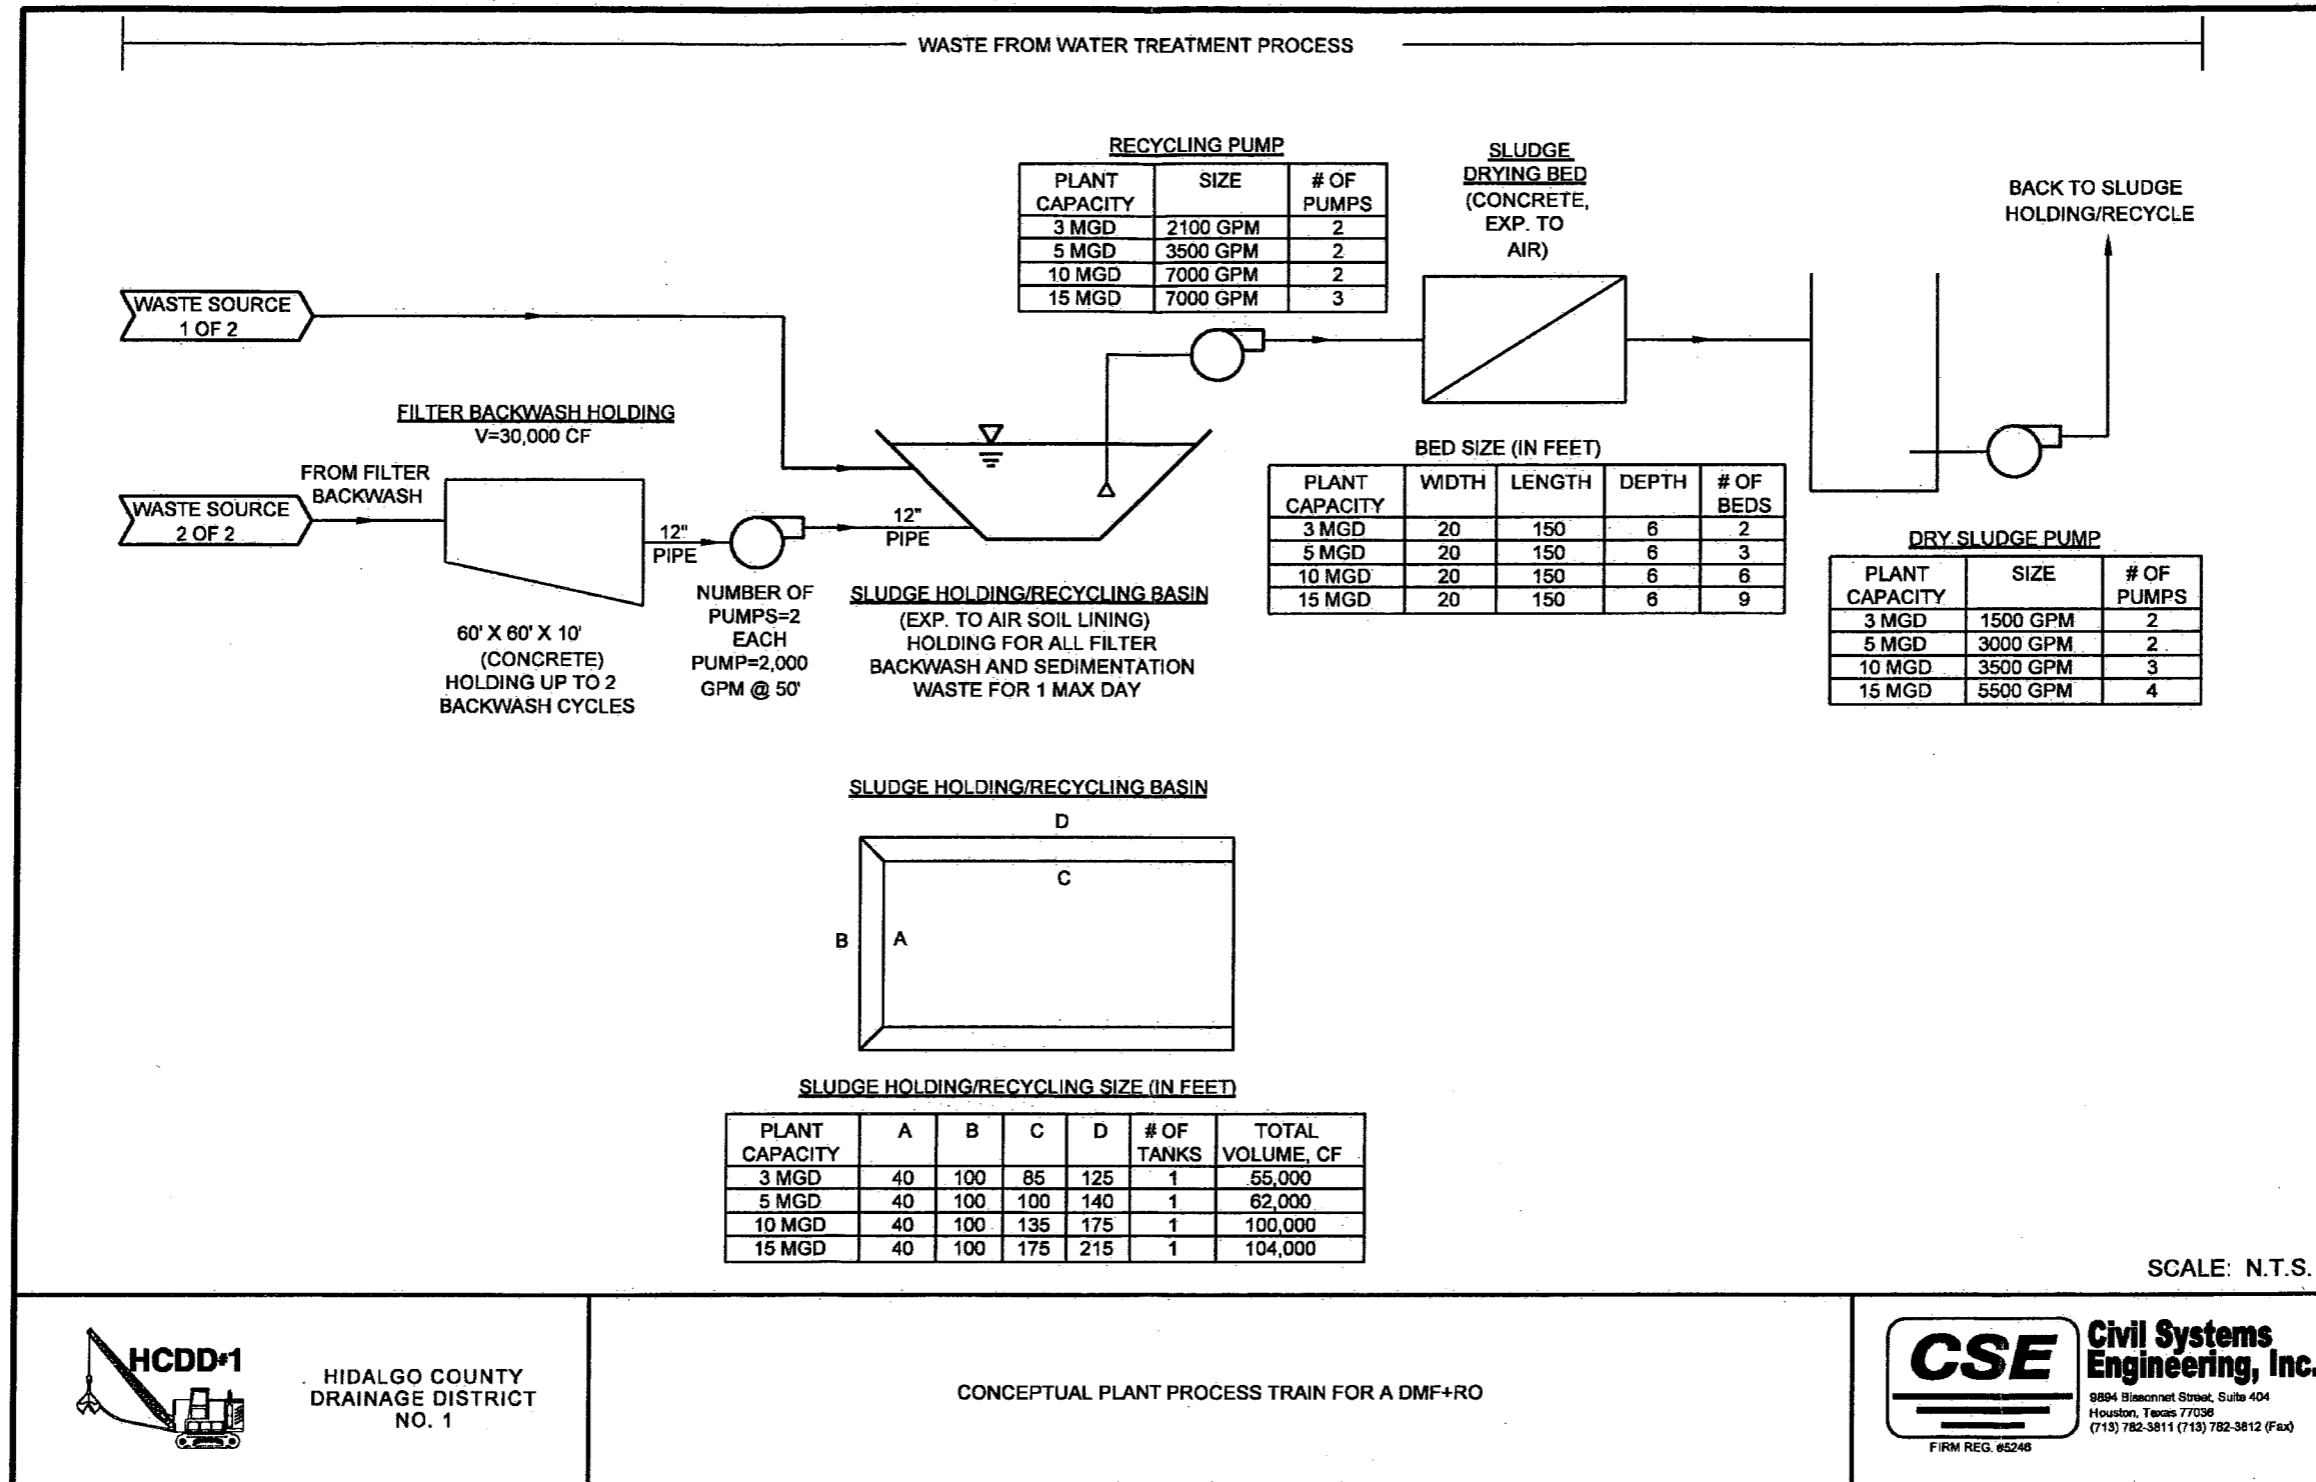 WASTE FROM WATER TREATMENT PROCESS
RECYCLING PUMP
PLANT CAPACITY SIZE # OF PUMPS
3 MGD 2100 GPM 2
5 MGD 3500 GPM 2
10 MGD 7000 GPM 2
15 MGD 7000 GPM 3
SLUDGE
DRYING BED
(CONCRETE,
EXP. TO
AIR)
BACK TO SLUDGE
HOLDING/RECYCLE
WASTE SOURCE
1 OF 2
FILTER BACKWASH HOLDING
V=30,000 CF
FROM FILTER
BACKWASH
WASTE SOURCE
2 OF 2
12"
PIPE
12"
PIPE
NUMBER OF
PUMPS=2
EACH
PUMP=2,000
GPM @ 50'
60' X 60' X 10'
(CONCRETE)
HOLDING UP TO 2
BACKWASH CYCLES
SLUDGE HOLDING/RECYCLING BASIN
(EXP. TO AIR SOIL LINING)
HOLDING FOR ALL FILTER
BACKWASH AND SEDIMENTATION
WASTE FOR 1 MAX DAY
BED SIZE (IN FEET)
PLANT CAPACITY WIDTH LENGTH DEPTH # OF BEDS
3 MGD 20 150 6 2
5 MGD 20 150 6 3
10 MGD 20 150 6 6
15 MGD 20 150 6 9
DRY SLUDGE PUMP
PLANT CAPACITY SIZE # OF PUMPS
3 MGD 1500 GPM 2
5 MGD 3000 GPM 2
10 MGD 3500 GPM 3
15 MGD 5500 GPM 4
SLUDGE HOLDING/RECYCLING BASIN
D
C
B A
SLUDGE HOLDING/RECYCLING SIZE (IN FEET)
PLANT CAPACITY A B C D # OF TANKS TOTAL VOLUME, CF
3 MGD 40 100 85 125 1 55,000
5 MGD 40 100 100 140 1 62,000
10 MGD 40 100 135 175 1 100,000
15 MGD 40 100 175 215 1 104,000
SCALE: N.T.S.
HCDD#1
HIDALGO COUNTY
DRAINAGE DISTRICT
NO. 1
CONCEPTUAL PLANT PROCESS TRAIN FOR A DMF+RO
CSE
FIRM REG. #5246
Civil Systems
Engineering, Inc.
9894 Bissonnet Street, Suite 404
Houston, Texas 77036
(713) 782-3811 (713) 782-3812 (Fax)